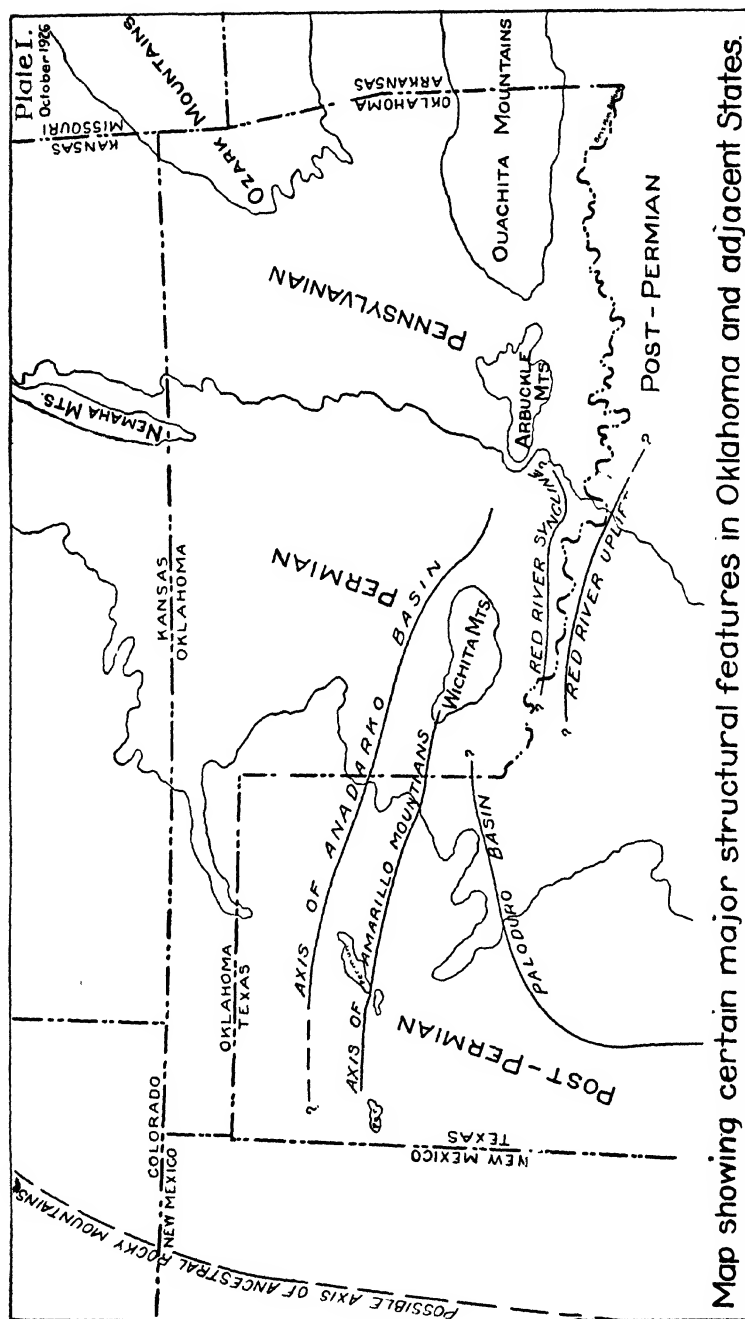 Plate I.
October 1926
KANSAS
MISSOURI
OZARK
MOUNTAINS
OKLAHOMA
ARKANSAS
OUACHITA MOUNTAINS
NEMAHA MTS.
PENNSYLVANIAN
ARBUCKLE
MTS.
POST-PERMIAN
KANSAS
OKLAHOMA
PERMIAN
AXIS OF ANADARKO BASIN
WICHITA MTS.
RED RIVER SYNCLINE
?
RED RIVER UPLIFT
?
?
COLORADO
NEW MEXICO
OKLAHOMA
TEXAS
?
AXIS OF AMARILLO MOUNTAINS
Permian
?
PALODURO BASIN
POST-PERMIAN
NEW MEXICO
TEXAS
POSSIBLE AXIS OF ANCESTRAL ROCKY MOUNTAINS
Map showing certain major structural features in Oklahoma and adjacent States.